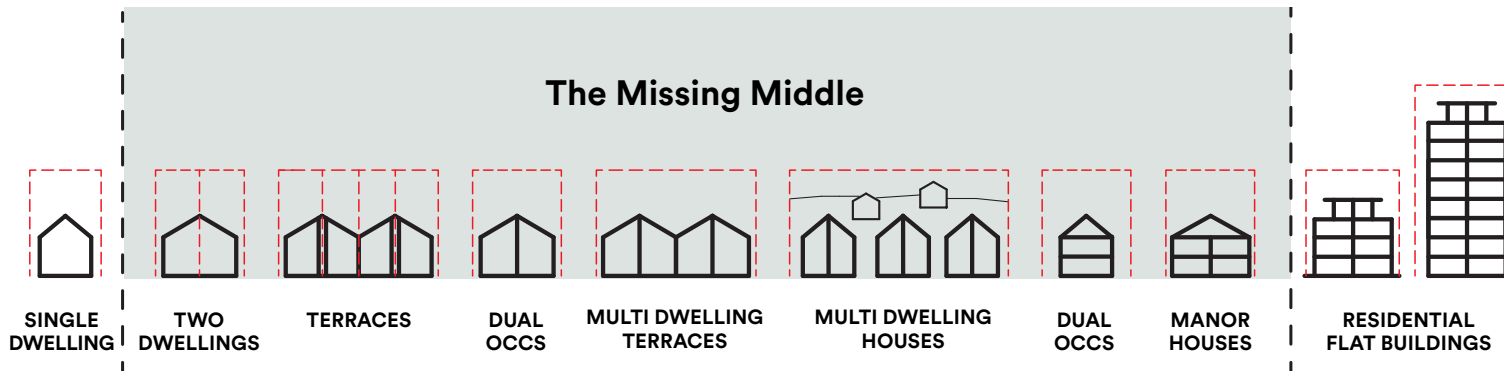 The Missing Middle
SINGLE
DWELLING
TWO
DWELLINGS
TERRACES
DUAL
OCCS
MULTI DWELLING
TERRACES
MULTI DWELLING
HOUSES
DUAL
OCCS
MANOR
HOUSES
RESIDENTIAL
FLAT BUILDINGS